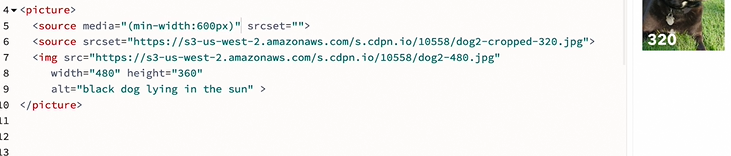 4 <picture>
5 <source media="(min-width:600px)" srcset="">
6 <source srcset="https://s3-us-west-2.amazonaws.com/s.cdpn.io/10558/dog2-cropped-320.jpg">
7 <img src="https://s3-us-west-2.amazonaws.com/s.cdpn.io/10558/dog2-480.jpg"
8 width="480" height="360"
9 alt="black dog lying in the sun" >
10 </picture>
11
12
13
320